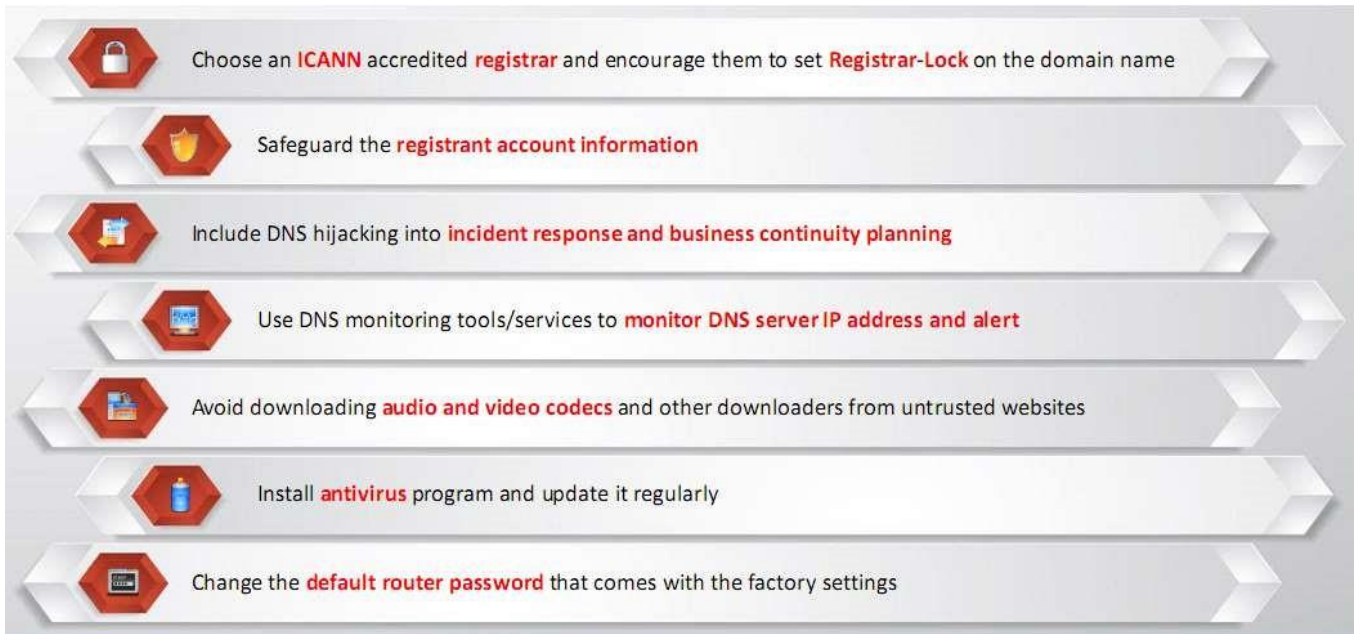 Choose an ICANN accredited registrar and encourage them to set Registrar-Lock on the domain name
Safeguard the registrant account information
Include DNS hijacking into incident response and business continuity planning
Use DNS monitoring tools/services to monitor DNS server IP address and alert
Avoid downloading audio and video codecs and other downloaders from untrusted websites
Install antivirus program and update it regularly
Change the default router password that comes with the factory settings